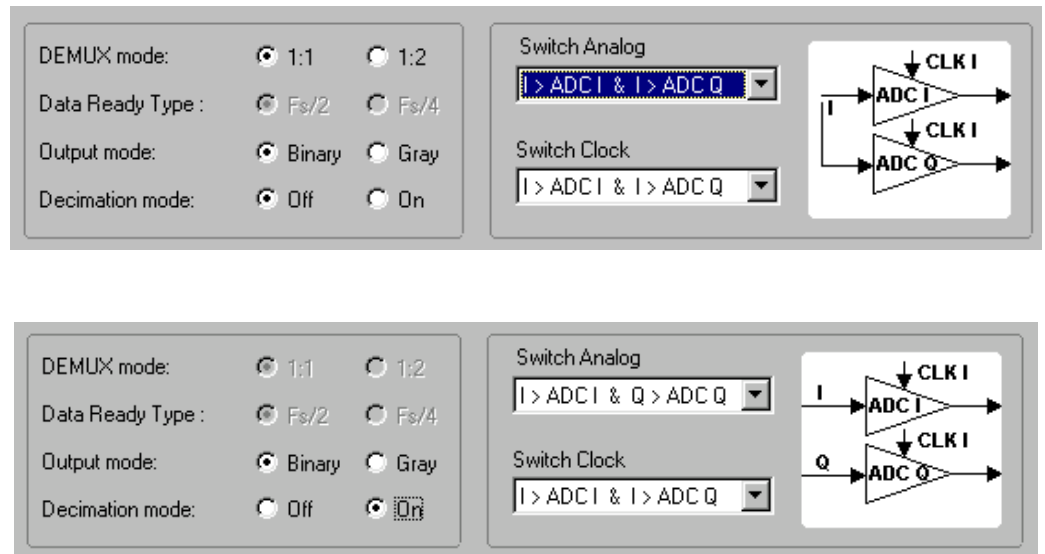 DEMUX mode: 1:1 1:2
Data Ready Type : Fs/2 Fs/4
Output mode: Binary Gray
Decimation mode: Off On
Switch Analog
I > ADC I & I > ADC Q
Switch Clock
I > ADC I & I > ADC Q
CLK I
ADC I
I
CLK I
ADC Q
DEMUX mode: 1:1 1:2
Data Ready Type : Fs/2 Fs/4
Output mode: Binary Gray
Decimation mode: Off On
Switch Analog
I > ADC I & Q > ADC Q
Switch Clock
I > ADC I & I > ADC Q
CLK I
I
ADC I
CLK I
Q
ADC Q